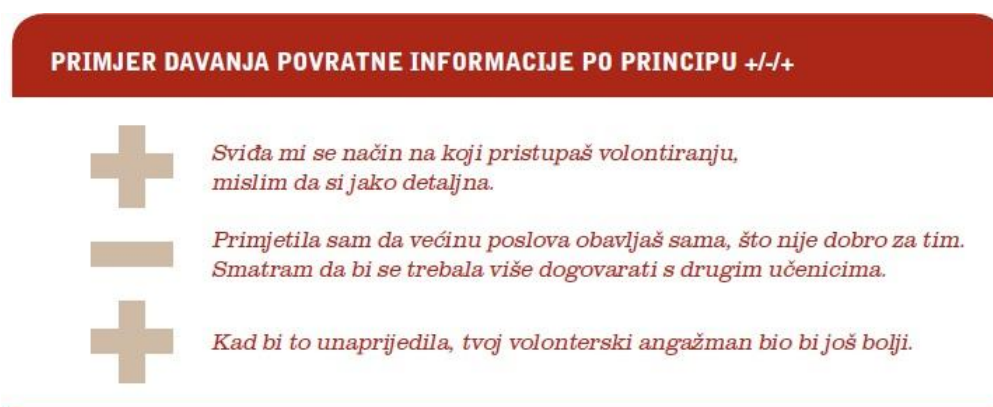 PRIMJER DAVANJA POVRATNE INFORMACIJE PO PRINCIPU +/-/+
Sviđa mi se način na koji pristupaš volontiranju,
mislim da si jako detaljna.
Primjetila sam da većinu poslova obavljaš sama, što nije dobro za tim.
Smatram da bi se trebala više dogovarati s drugim učenicima.
Kad bi to unaprijedila, tvoj volonterski angažman bio bi još bolji.